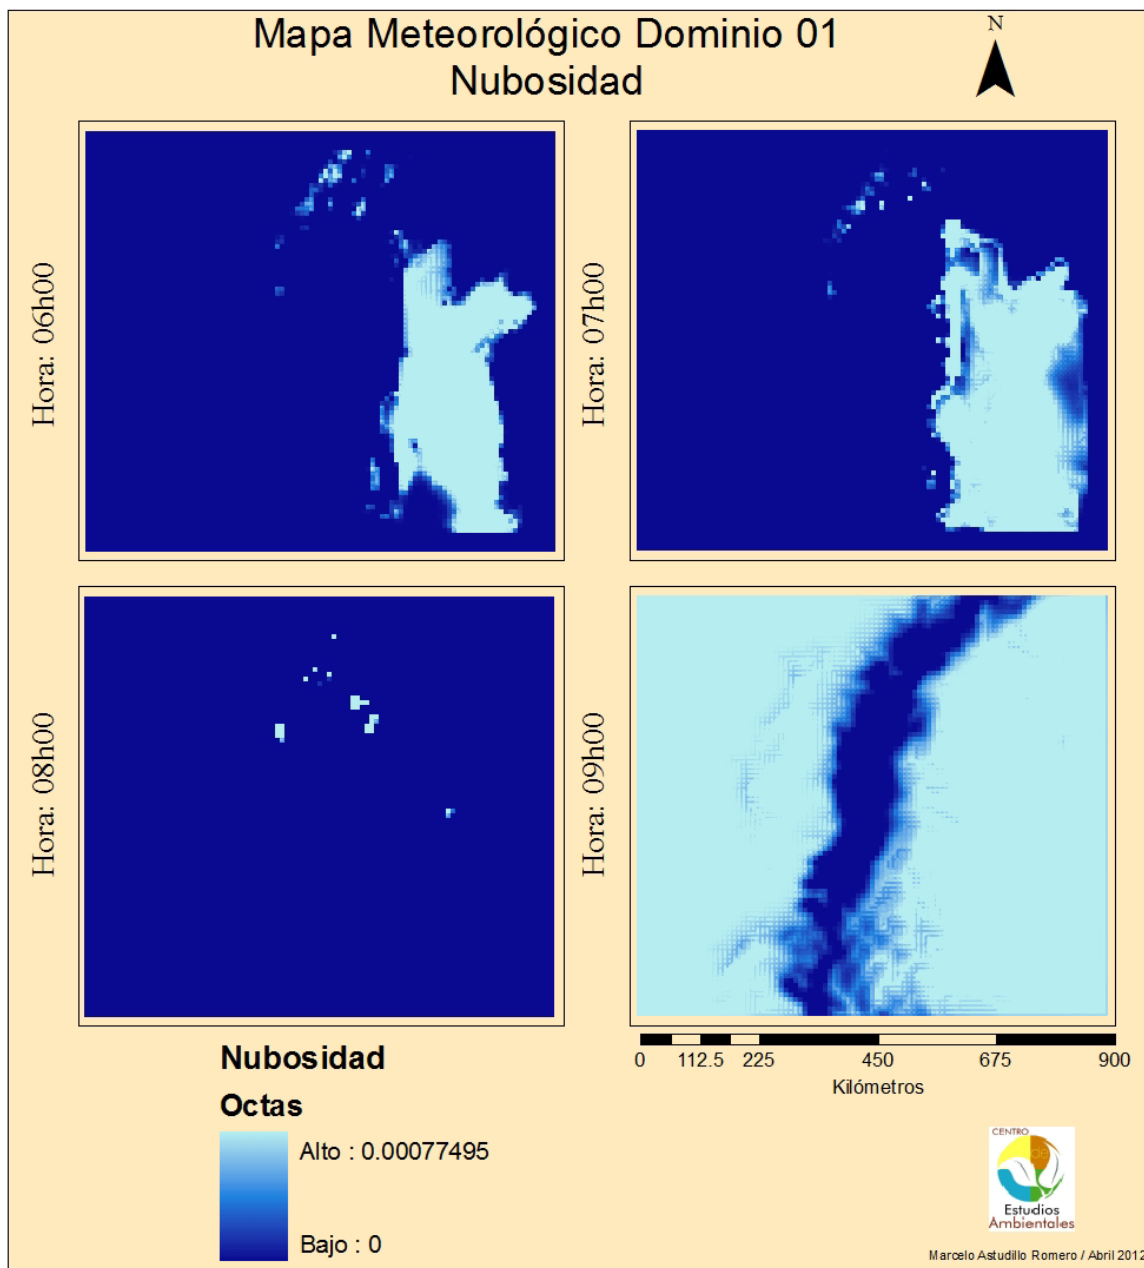 Mapa Meteorológico Dominio 01
Nubosidad
N
Hora: 06h00
Hora: 07h00
Hora: 08h00
Hora: 09h00
0 112.5 225 450 675 900
Kilómetros
Nubosidad
Octas
Alto : 0.00077495
Bajo : 0
CENTRO
de
Estudios
Ambientales
Marcelo Astudillo Romero / Abril 2012